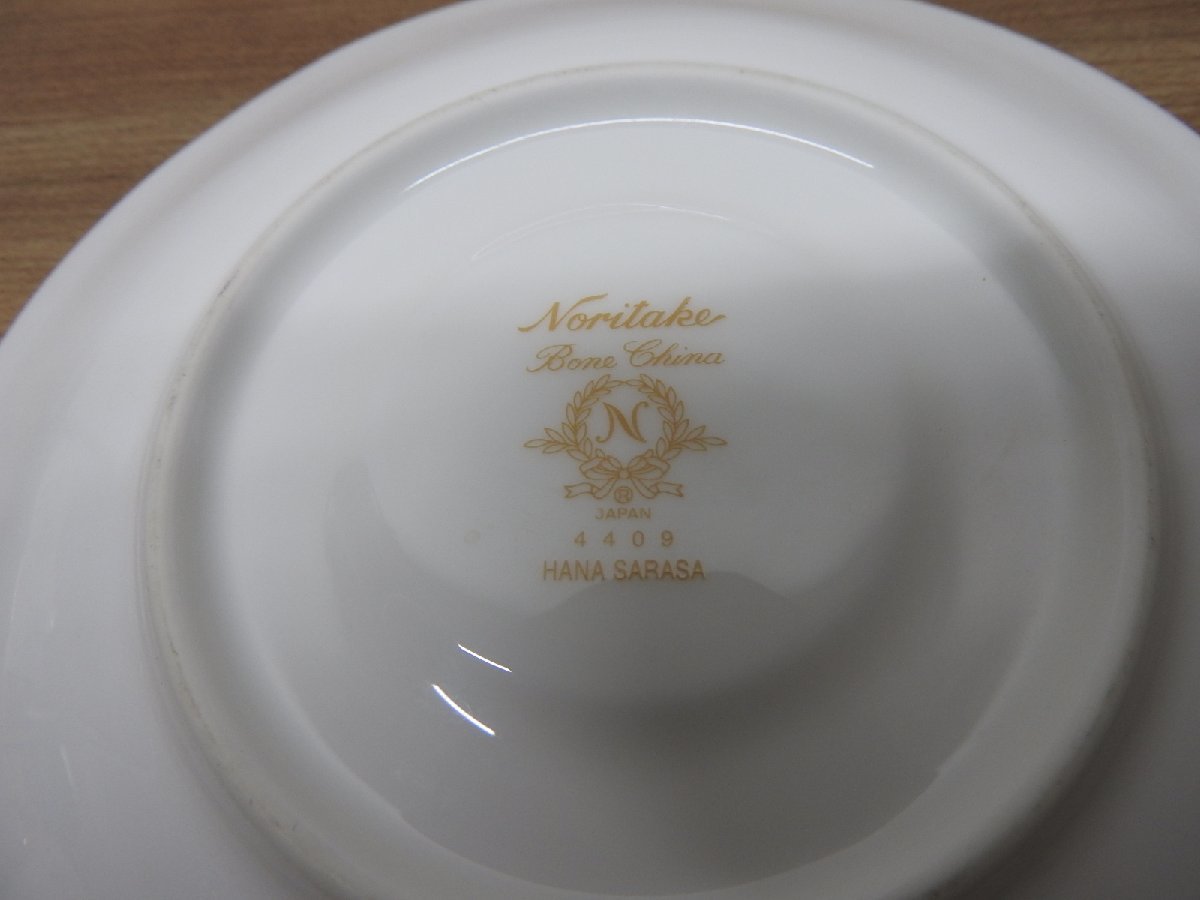 Noritake
Bone China
N
®
JAPAN
4409
HANA SARASA